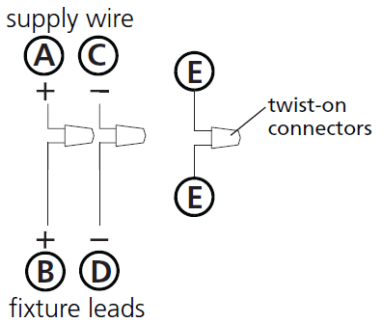 supply wire
A C
+ –
E
twist-on
connectors
E
+ –
B D
fixture leads